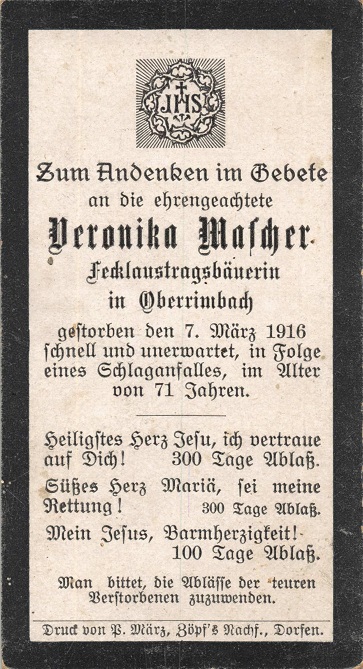 IHS
Zum Andenken im Gebete
an die ehrengeachtete
Veronika Mascher
Fecklaustragsbäuerin
in Oberrimbach
gestorben den 7. März 1916
schnell und unerwartet, in Folge
eines Schlaganfalles, im Alter
von 71 Jahren.
Heiligstes Herz Jesu, ich vertraue
auf Dich! 300 Tage Ablaß.
Süßes Herz Mariä, sei meine
Rettung! 300 Tage Ablaß.
Mein Jesus, Barmherzigkeit!
100 Tage Ablaß.
Man bittet, die Ablässe der teuren
Verstorbenen zuzuwenden.
Druck von P. März, Zöpf's Nachf., Dorfen.